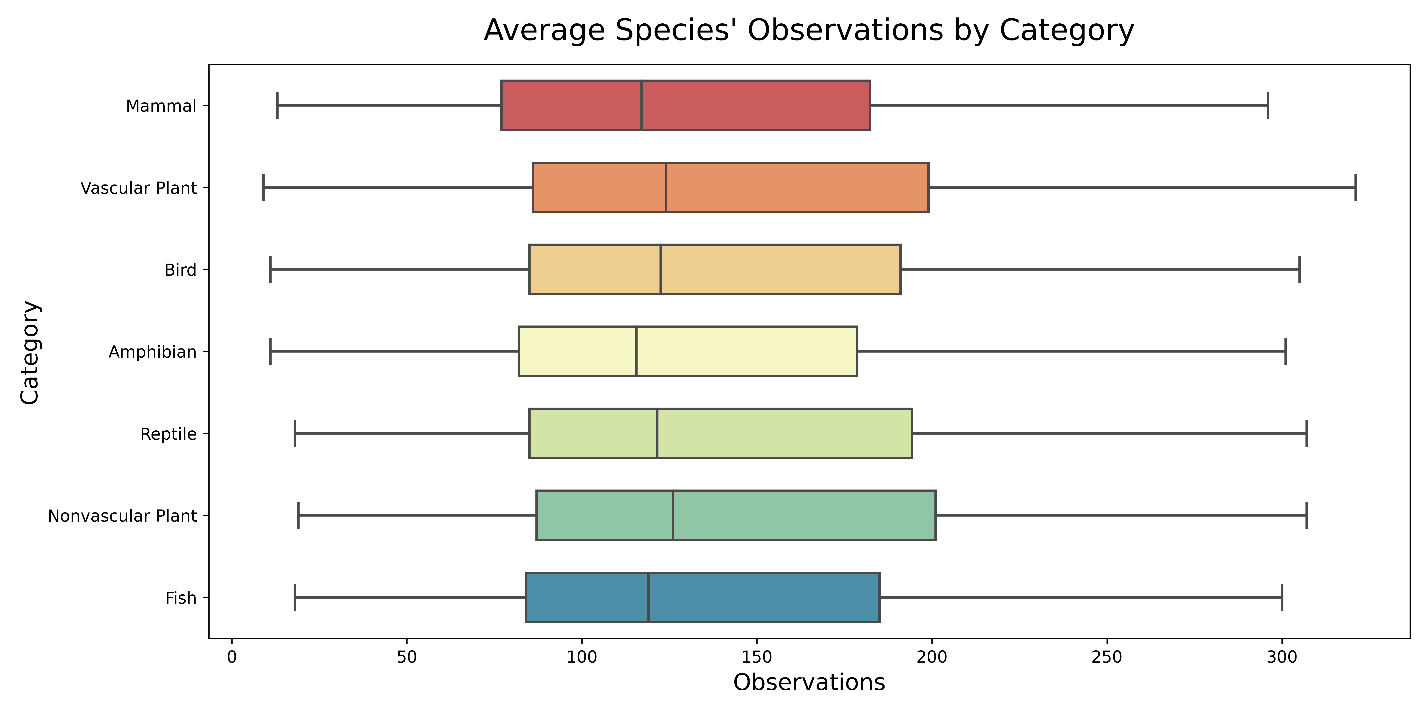 Average Species' Observations by Category
Category
Mammal
Vascular Plant
Bird
Amphibian
Reptile
Nonvascular Plant
Fish
0 50 100 150 200 250 300
Observations